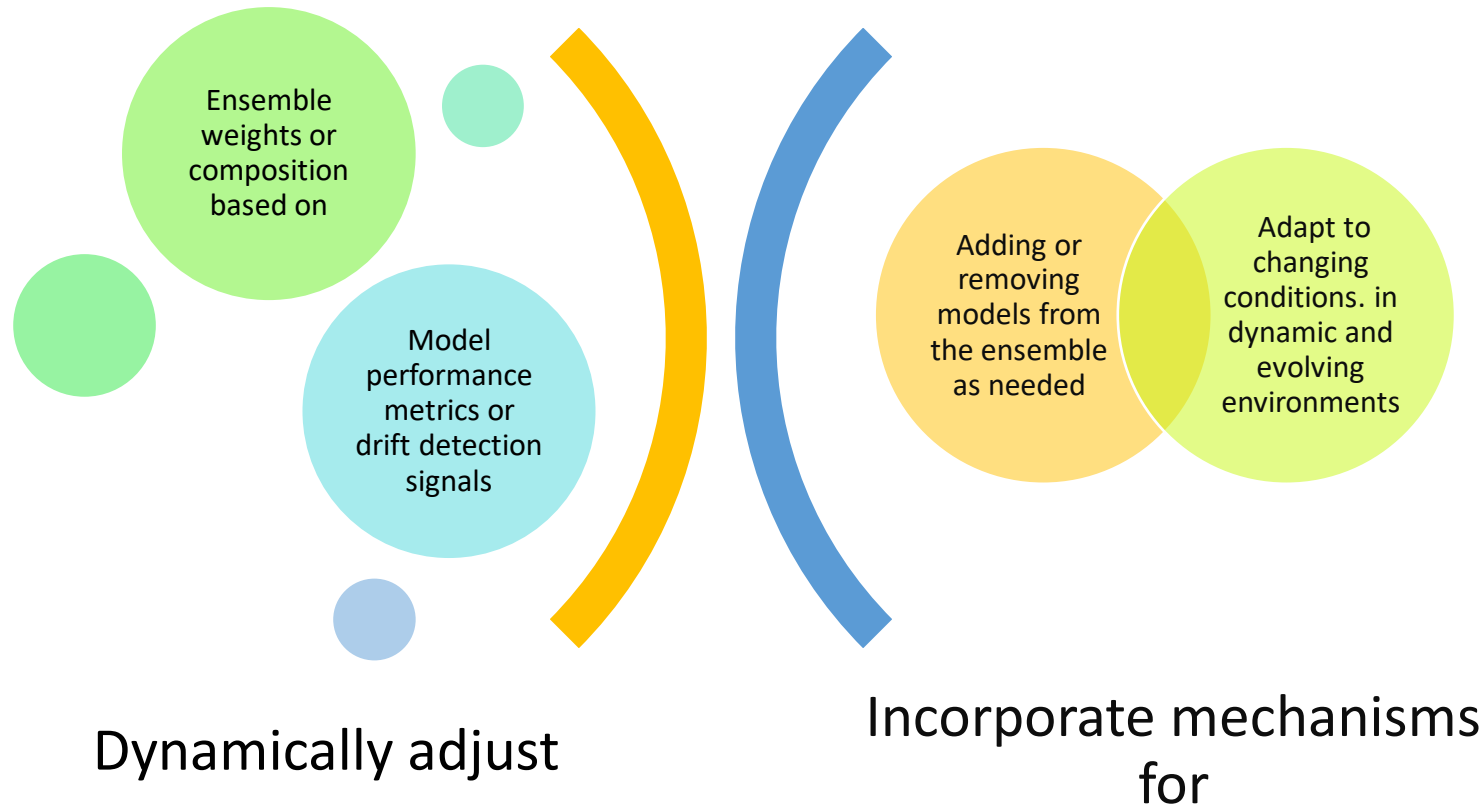 Ensemble
weights or
composition
based on
Model
performance
metrics or
drift detection
signals
Dynamically adjust
Adding or
removing
models from
the ensemble
as needed
Adapt to
changing
conditions. in
dynamic and
evolving
environments
Incorporate mechanisms
for